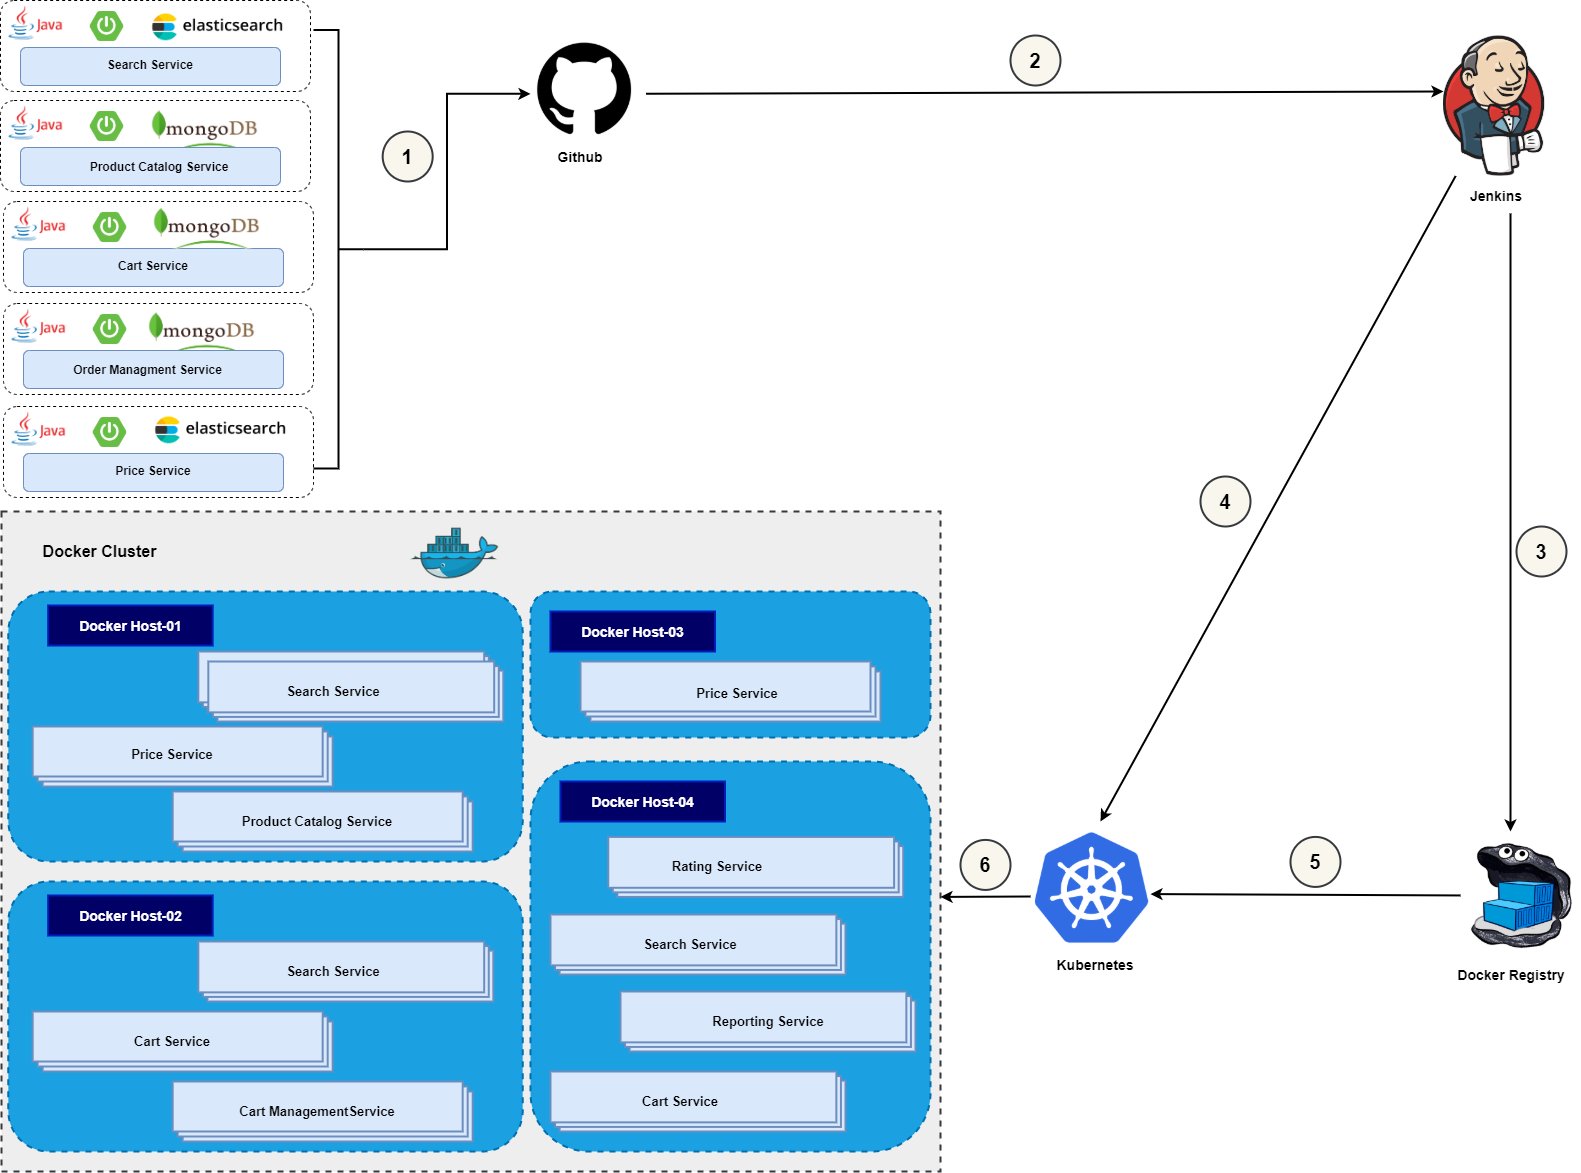 Java
elasticsearch
Search Service
Java
mongoDB
Product Catalog Service
Java
mongoDB
Cart Service
Java
mongoDB
Order Managment Service
Java
elasticsearch
Price Service
1
Github
2
Jenkins
4
3
Docker Cluster
Docker Host-01
Search Service
Price Service
Product Catalog Service
Docker Host-03
Price Service
Docker Host-02
Search Service
Cart Service
Cart ManagementService
Docker Host-04
Rating Service
Search Service
Reporting Service
Cart Service
6
Kubernetes
5
Docker Registry